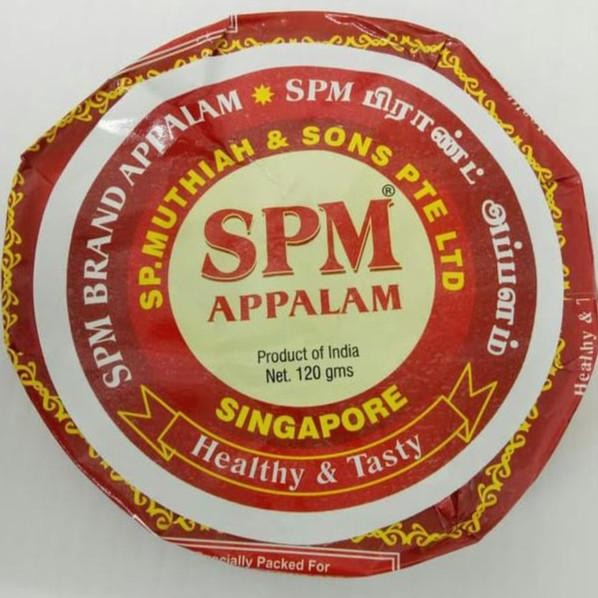 SPM BRAND APPALAM ✸ SPM பிராண்ட் அப்பளம்
SP.MUTHIAH & SONS PTE LTD
SPM®
APPALAM
Product of India
Net. 120 gms
SINGAPORE
Healthy & Tasty
Healthy &
Packed For